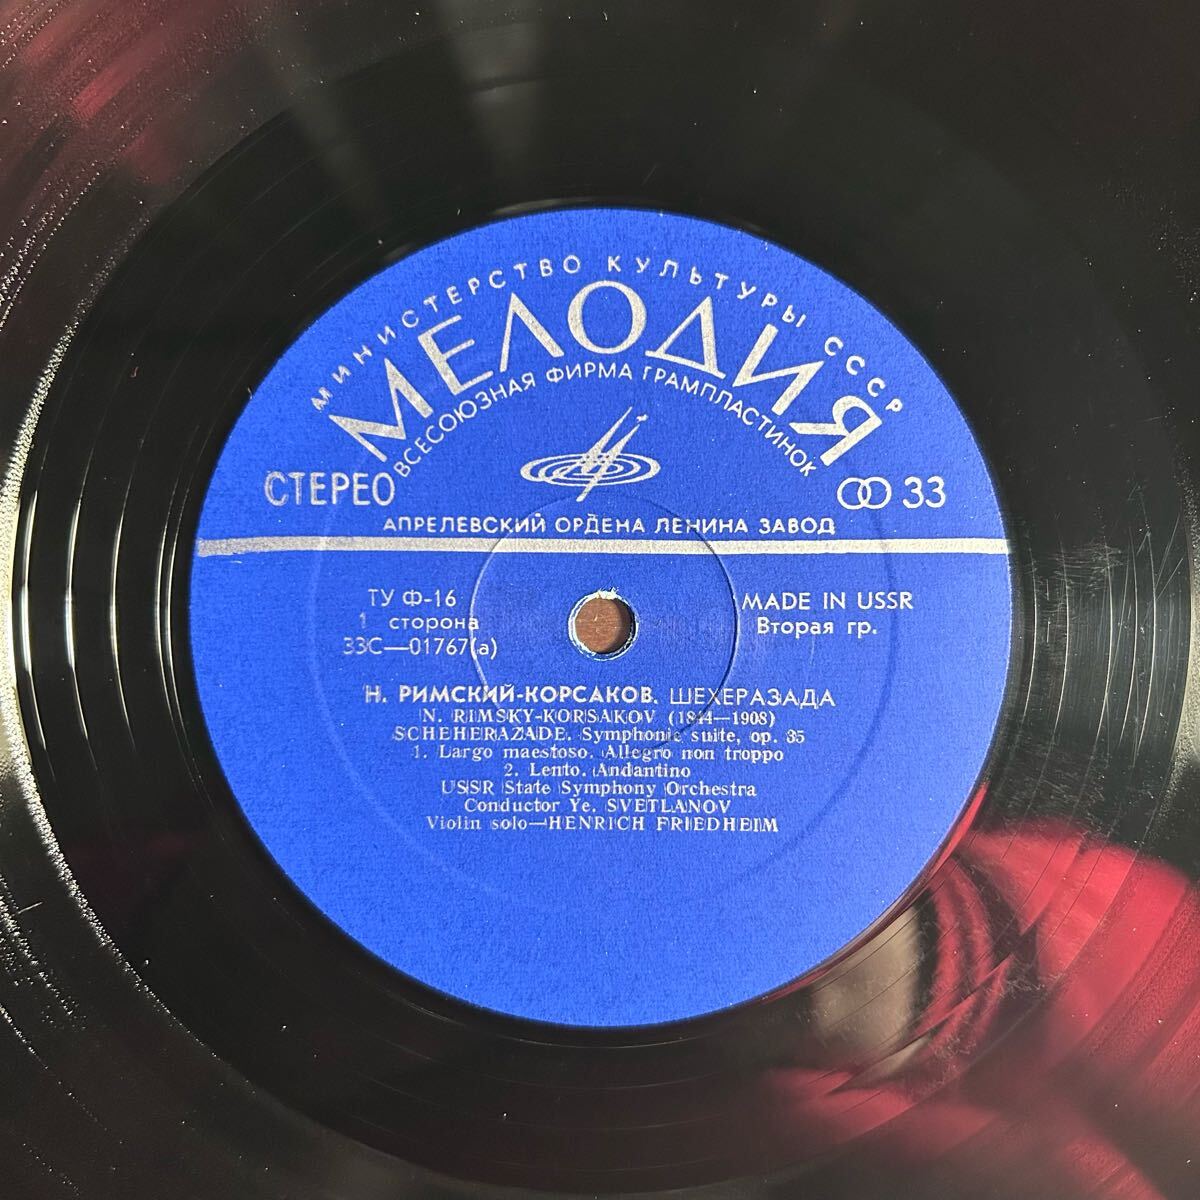 МИНИСТЕРСТВО КУЛЬТУРЫ СССР
МЕЛОДИЯ
ВСЕСОЮЗНАЯ ФИРМА ГРАМПЛАСТИНОК
СТЕРЕО
33
АПРЕЛЕВСКИЙ ОРДЕНА ЛЕНИНА ЗАВОД
ТУ Ф-16
1 сторона
33С—01767(а)
MADE IN USSR
Вторая гр.
Н. РИМСКИЙ-КОРСАКОВ. ШЕХЕРАЗАДА
N. RIMSKY-KORSAKOV (1844—1908)
SCHEHERAZADE. Symphonic suite, op. 35
1. Largo maestoso. Allegro non troppo
2. Lento. Andantino
USSR State Symphony Orchestra
Conductor Ye. SVETLANOV
Violin solo—HENRICH FRIEDHEIM